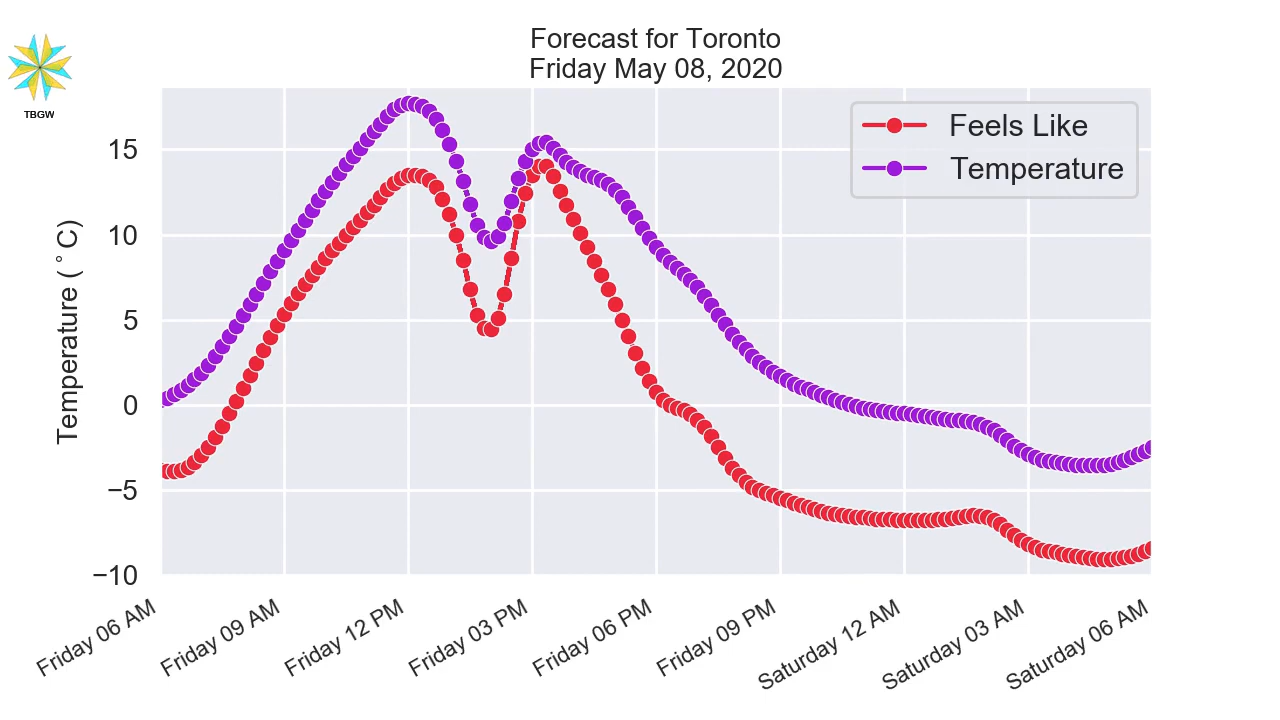 Forecast for Toronto
Friday May 08, 2020
TBGW
Feels Like
Temperature
Temperature ( ° C)
15
10
5
0
−5
−10
Friday 06 AM
Friday 09 AM
Friday 12 PM
Friday 03 PM
Friday 06 PM
Friday 09 PM
Saturday 12 AM
Saturday 03 AM
Saturday 06 AM